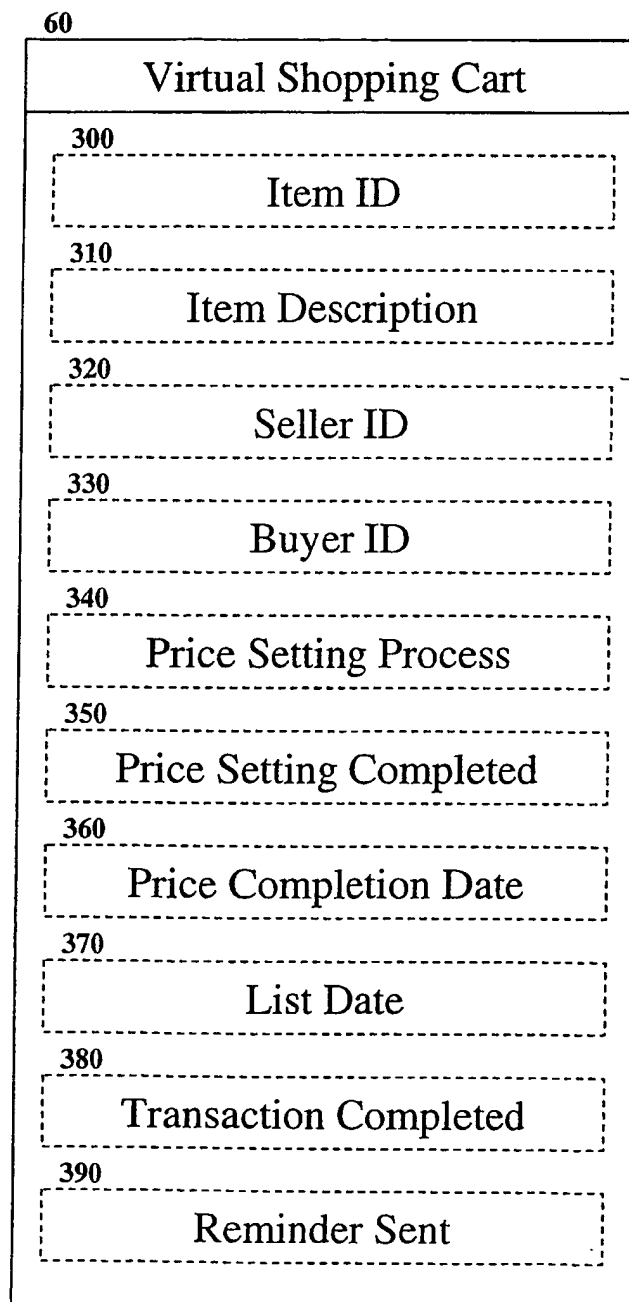 60
Virtual Shopping Cart
300
Item ID
310
Item Description
320
Seller ID
330
Buyer ID
340
Price Setting Process
350
Price Setting Completed
360
Price Completion Date
370
List Date
380
Transaction Completed
390
Reminder Sent